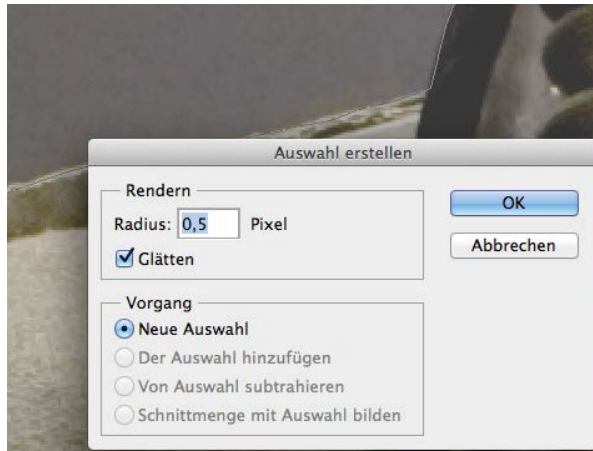 Auswahl erstellen
Rendern
Radius: 0,5 Pixel
Glätten
OK
Abbrechen
Vorgang
Neue Auswahl
Der Auswahl hinzufügen
Von Auswahl subtrahieren
Schnittmenge mit Auswahl bilden